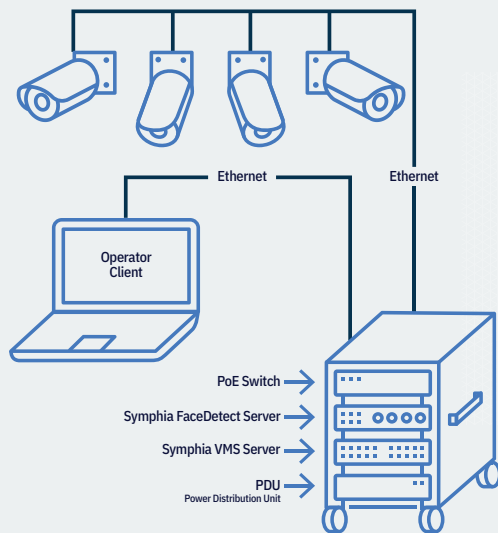 Ethernet
Ethernet
Operator
Client
PoE Switch
Symphia FaceDetect Server
Symphia VMS Server
PDU
Power Distribution Unit